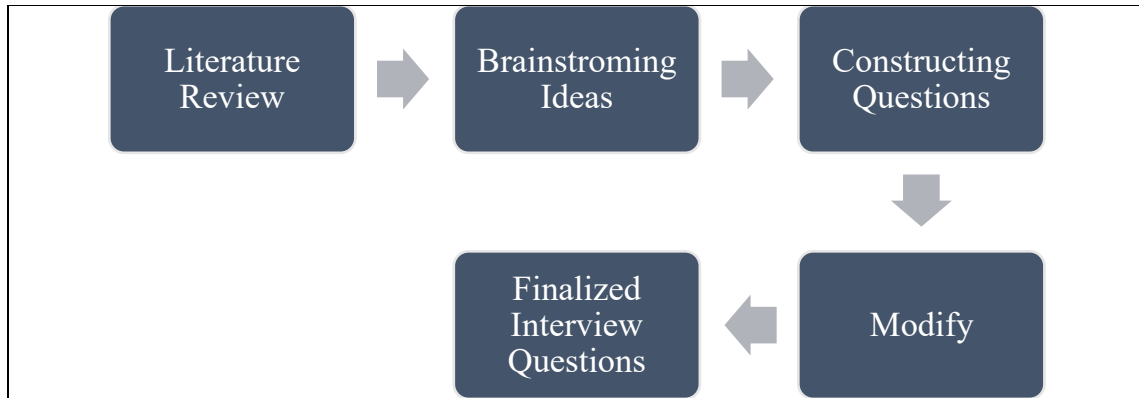 Literature
Review
Brainstroming
Ideas
Constructing
Questions
Modify
Finalized
Interview
Questions